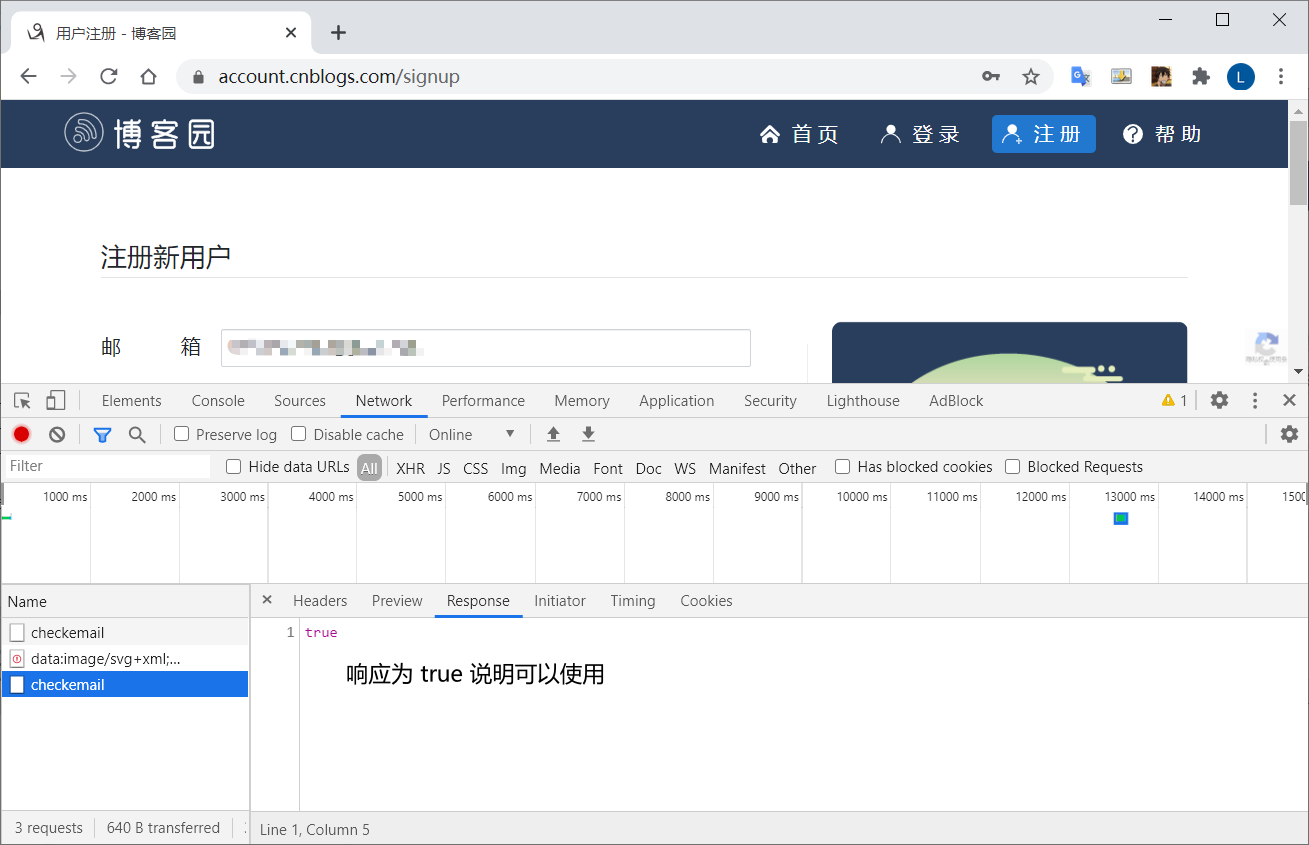 用户注册 - 博客园
account.cnblogs.com/signup
L
博客园
首页
登录
注册
帮助
注册新用户
邮 箱
Elements Console Sources Network Performance Memory Application Security Lighthouse AdBlock 1
Preserve log Disable cache Online
Filter Hide data URLs All XHR JS CSS Img Media Font Doc WS Manifest Other Has blocked cookies Blocked Requests
1000 ms 2000 ms 3000 ms 4000 ms 5000 ms 6000 ms 7000 ms 8000 ms 9000 ms 10000 ms 11000 ms 12000 ms 13000 ms 14000 ms 1500
Name
Headers Preview Response Initiator Timing Cookies
checkemail
data:image/svg+xml;...
checkemail
1 true
响应为 true 说明可以使用
3 requests 640 B transferred
Line 1, Column 5